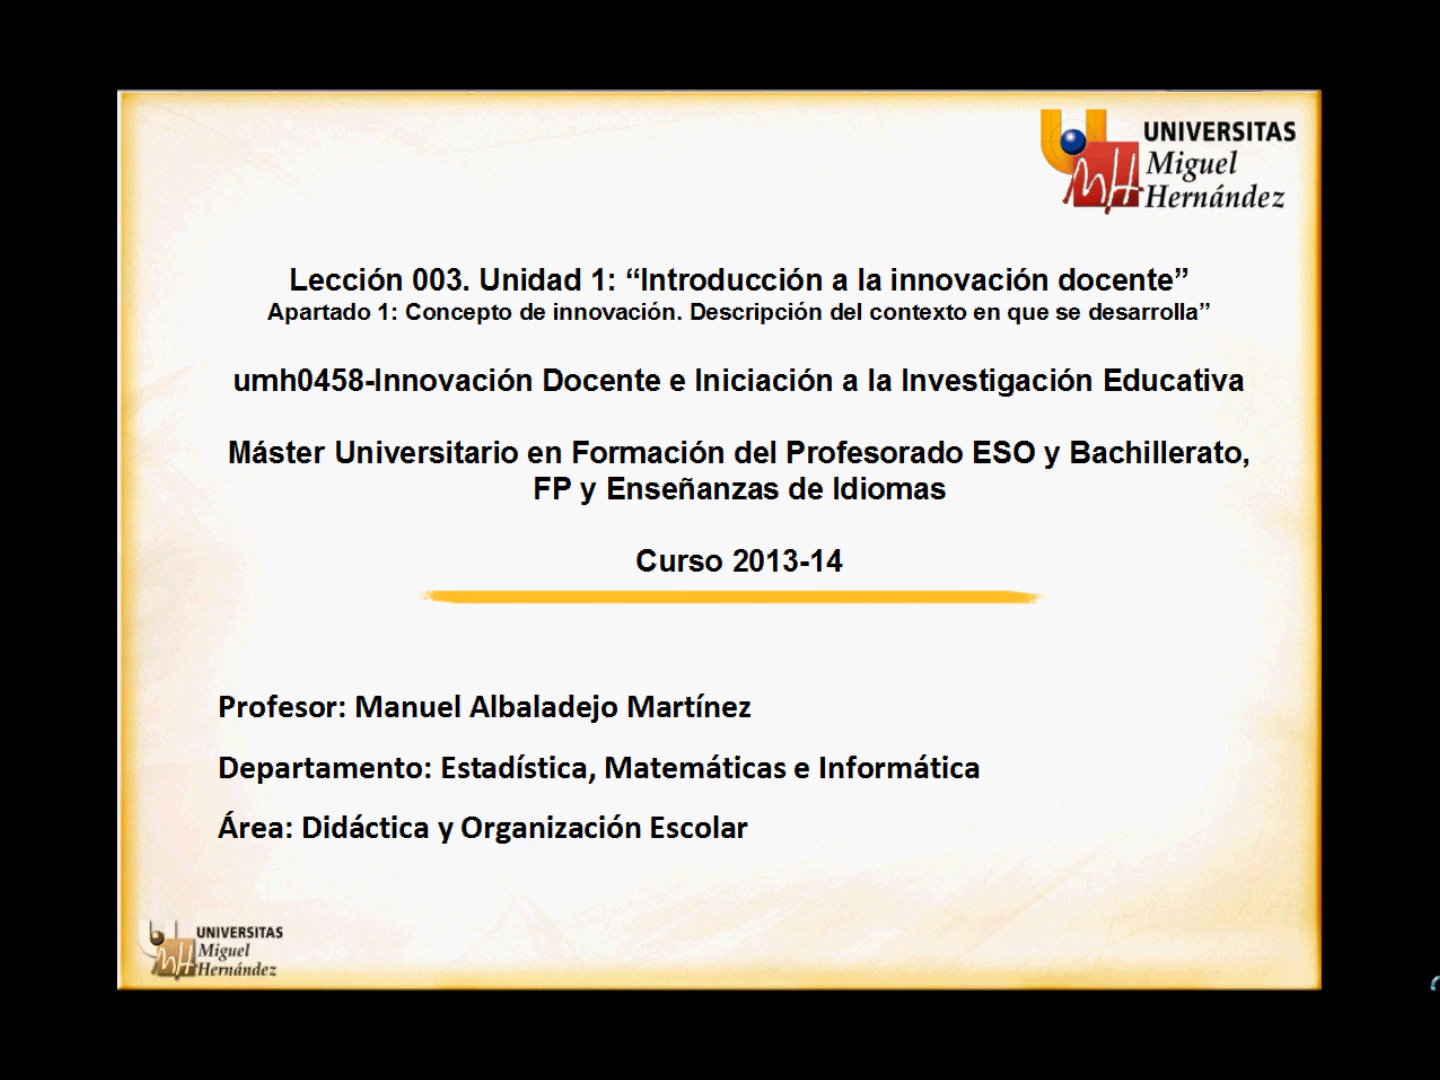 UNIVERSITAS
Miguel
Hernández
Lección 003. Unidad 1: “Introducción a la innovación docente”
Apartado 1: Concepto de innovación. Descripción del contexto en que se desarrolla”
umh0458-Innovación Docente e Iniciación a la Investigación Educativa
Máster Universitario en Formación del Profesorado ESO y Bachillerato,
FP y Enseñanzas de Idiomas
Curso 2013-14
Profesor: Manuel Albaladejo Martínez
Departamento: Estadística, Matemáticas e Informática
Área: Didáctica y Organización Escolar
UNIVERSITAS
Miguel
Hernández